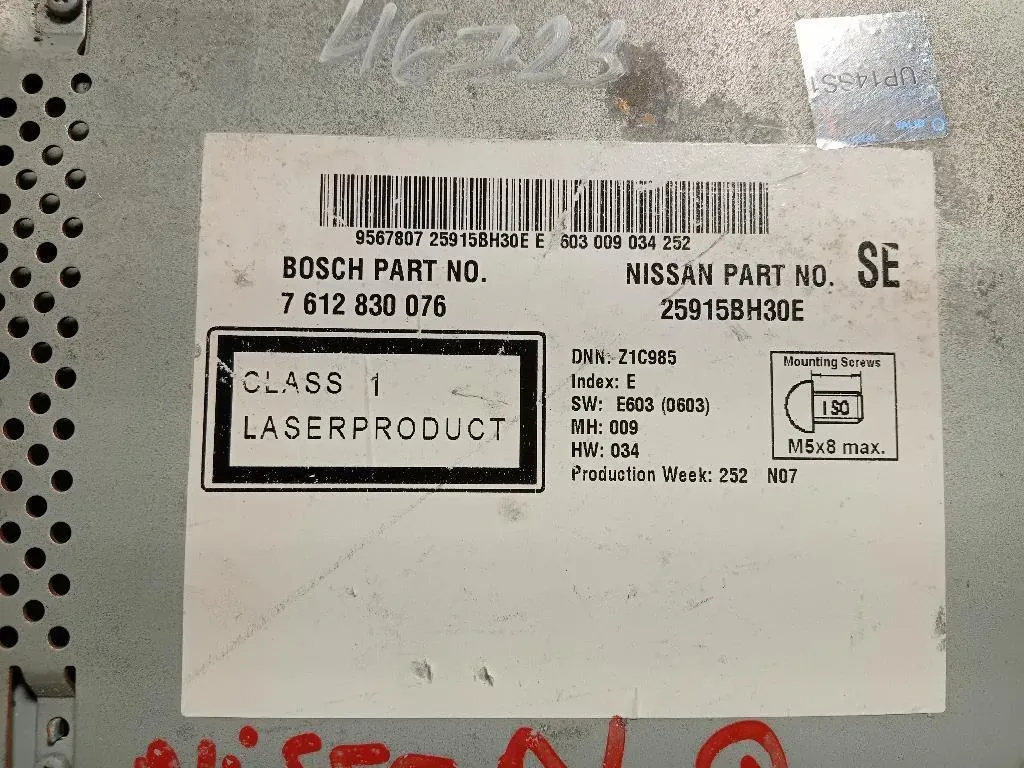 46723
UP14SS1
9567807 25915BH30E E 603 009 034 252
BOSCH PART NO.
7 612 830 076
NISSAN PART NO. SE
25915BH30E
CLASS 1
LASERPRODUCT
DNN: Z1C985
Index: E
SW: E603 (0603)
MH: 009
HW: 034
Production Week: 252 N07
Mounting Screws
ISO
M5x8 max.